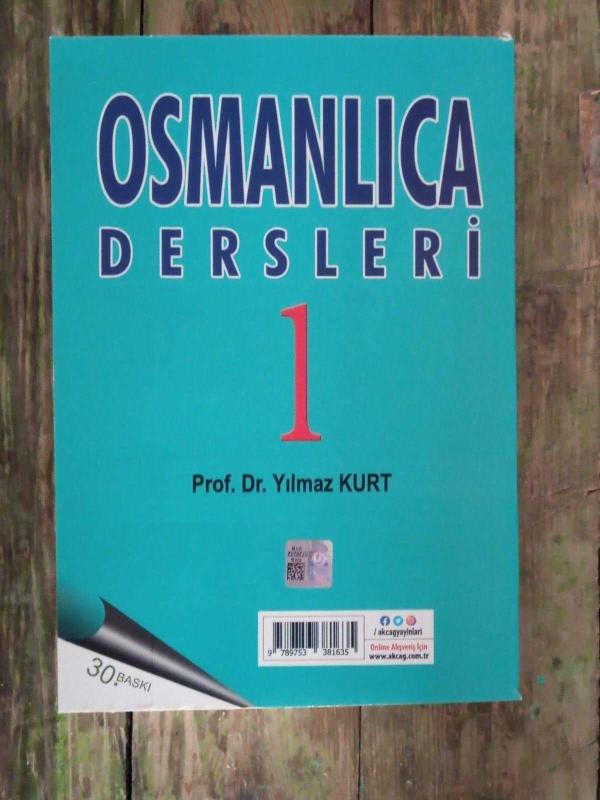 OSMANLICA
DERSLERİ
1
Prof. Dr. Yılmaz KURT
/ akcagyayinlari
Online Alışveriş İçin
www.akcag.com.tr
9 789753 381635
30. BASKI